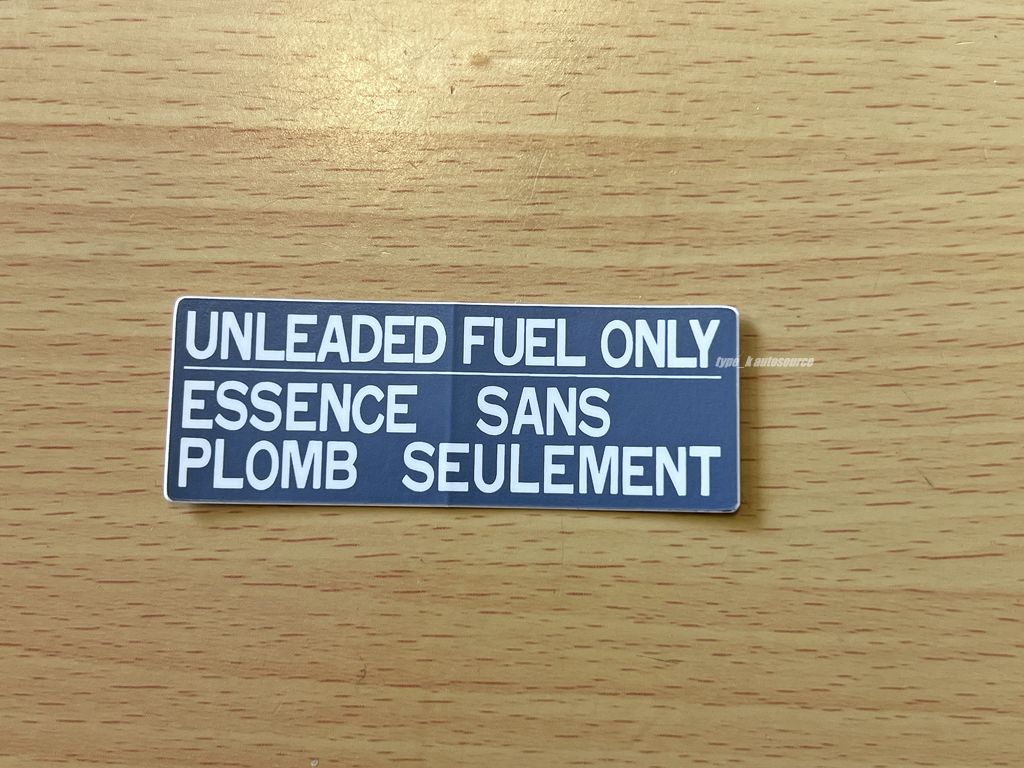 UNLEADED FUEL ONLY
type_k autosource
ESSENCE SANS
PLOMB SEULEMENT